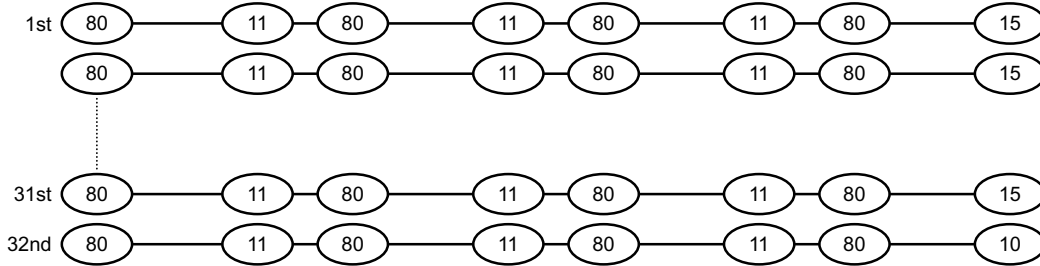 1st 80 11 80 11 80 11 80 15
80 11 80 11 80 11 80 15
31st 80 11 80 11 80 11 80 15
32nd 80 11 80 11 80 11 80 10